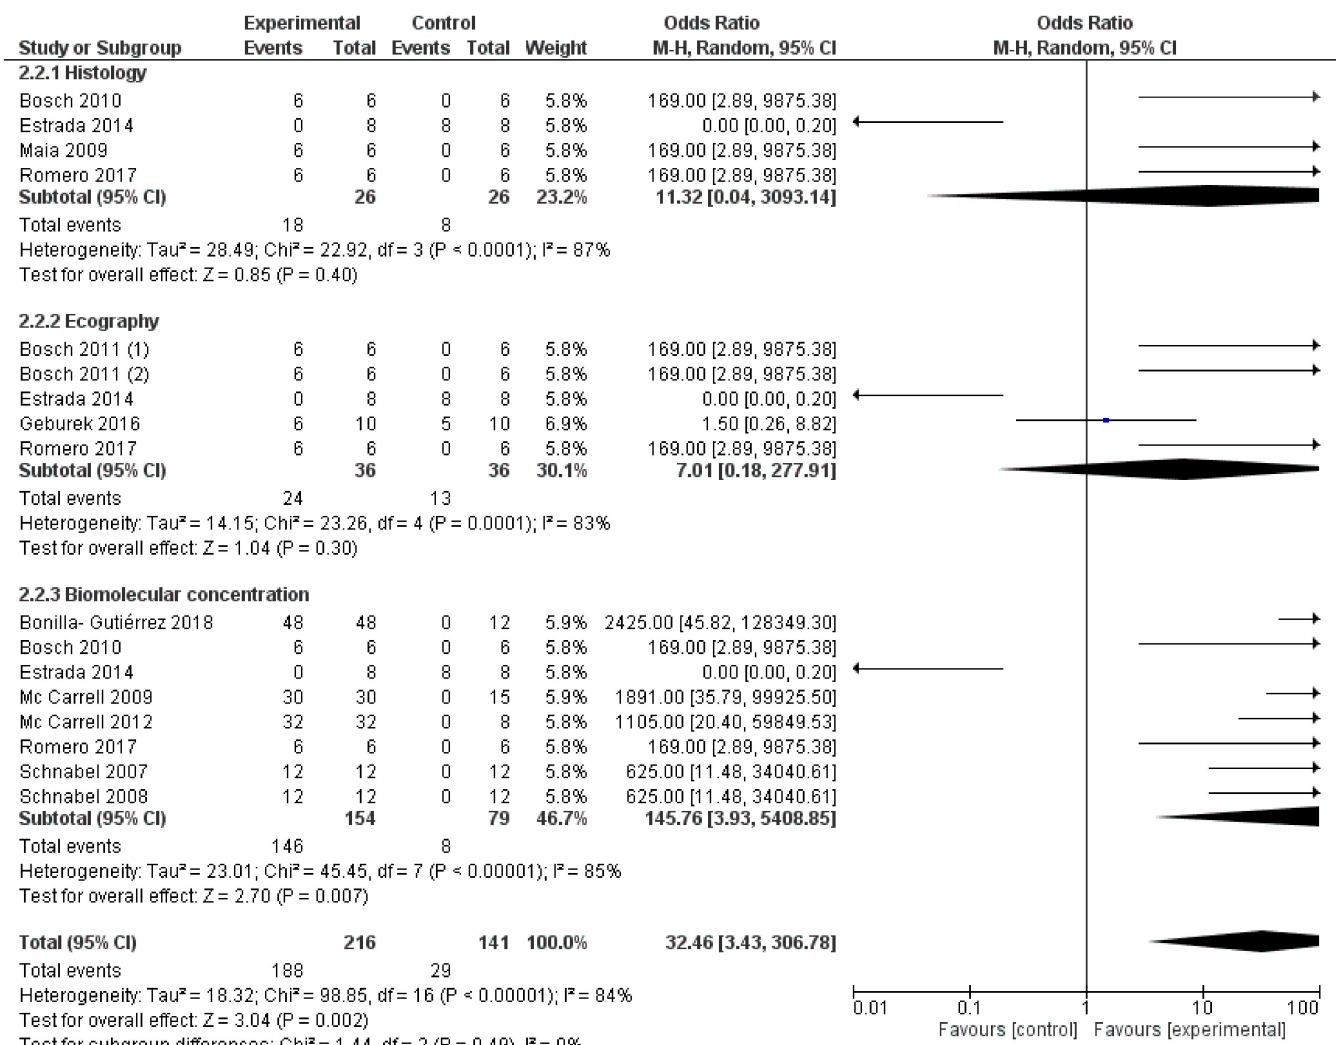 Experimental Control Odds Ratio Odds Ratio
Study or Subgroup Events Total Events Total Weight M-H, Random, 95% CI M-H, Random, 95% CI
2.2.1 Histology
Bosch 2010 6 6 0 6 5.8% 169.00 [2.89, 9875.38]
Estrada 2014 0 8 8 8 5.8% 0.00 [0.00, 0.20]
Maia 2009 6 6 0 6 5.8% 169.00 [2.89, 9875.38]
Romero 2017 6 6 0 6 5.8% 169.00 [2.89, 9875.38]
Subtotal (95% CI) 26 26 23.2% 11.32 [0.04, 3093.14]
Total events 18 8
Heterogeneity: Tau² = 28.49; Chi² = 22.92, df = 3 (P < 0.0001); I² = 87%
Test for overall effect: Z = 0.85 (P = 0.40)
2.2.2 Ecography
Bosch 2011 (1) 6 6 0 6 5.8% 169.00 [2.89, 9875.38]
Bosch 2011 (2) 6 6 0 6 5.8% 169.00 [2.89, 9875.38]
Estrada 2014 0 8 8 8 5.8% 0.00 [0.00, 0.20]
Geburek 2016 6 10 5 10 6.9% 1.50 [0.26, 8.82]
Romero 2017 6 6 0 6 5.8% 169.00 [2.89, 9875.38]
Subtotal (95% CI) 36 36 30.1% 7.01 [0.18, 277.91]
Total events 24 13
Heterogeneity: Tau² = 14.15; Chi² = 23.26, df = 4 (P = 0.0001); I² = 83%
Test for overall effect: Z = 1.04 (P = 0.30)
2.2.3 Biomolecular concentration
Bonilla- Gutiérrez 2018 48 48 0 12 5.9% 2425.00 [45.82, 128349.30]
Bosch 2010 6 6 0 6 5.8% 169.00 [2.89, 9875.38]
Estrada 2014 0 8 8 8 5.8% 0.00 [0.00, 0.20]
Mc Carrell 2009 30 30 0 15 5.9% 1891.00 [35.79, 99925.50]
Mc Carrell 2012 32 32 0 8 5.8% 1105.00 [20.40, 59849.53]
Romero 2017 6 6 0 6 5.8% 169.00 [2.89, 9875.38]
Schnabel 2007 12 12 0 12 5.8% 625.00 [11.48, 34040.61]
Schnabel 2008 12 12 0 12 5.8% 625.00 [11.48, 34040.61]
Subtotal (95% CI) 154 79 46.7% 145.76 [3.93, 5408.85]
Total events 146 8
Heterogeneity: Tau² = 23.01; Chi² = 45.45, df = 7 (P < 0.00001); I² = 85%
Test for overall effect: Z = 2.70 (P = 0.007)
Total (95% CI) 216 141 100.0% 32.46 [3.43, 306.78]
Total events 188 29
Heterogeneity: Tau² = 18.32; Chi² = 98.85, df = 16 (P < 0.00001); I² = 84%
Test for overall effect: Z = 3.04 (P = 0.002)
Test for subgroup differences: Chi² = 1.44, df = 2 (P = 0.49), I² = 0%
0.01 0.1 1 10 100
Favours [control] Favours [experimental]